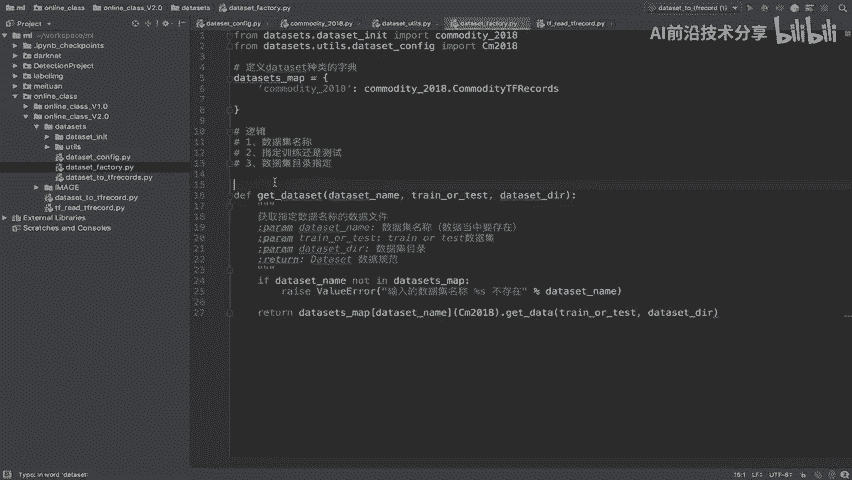 ml
online_class
online_class_V2.0
datasets
dataset_factory.py
dataset_to_tfrecord (1)
Project
dataset_config.py
commodity_2018.py
dataset_utils.py
dataset_factory.py
tf_read_tfrecord.py
AI前沿技术分享
bilibili
ml ~/workspace/ml
.ipynb_checkpoints
darknet
DetectionProject
labelImg
meituan
online_class
online_class_V1.0
online_class_V2.0
datasets
dataset_init
utils
dataset_config.py
dataset_factory.py
dataset_to_tfrecords.py
IMAGE
dataset_to_tfrecord.py
tf_read_tfrecord.py
External Libraries
Scratches and Consoles
1 from datasets.dataset_init import commodity_2018
2 from datasets.utils.dataset_config import Cm2018
3
4 # 定义dataset种类的字典
5 datasets_map = {
6 'commodity_2018': commodity_2018.CommodityTFRecords
7
8 }
9
10
11 # 逻辑
12 # 1、数据集名称
13 # 2、指定训练还是测试
13 # 3、数据集目录指定
14
15
16 def get_dataset(dataset_name, train_or_test, dataset_dir):
17 """
18 获取指定数据名称的数据文件
19 :param dataset_name: 数据集名称（数据当中要存在）
20 :param train_or_test: train or test数据集
21 :param dataset_dir: 数据集目录
22 :return: Dataset 数据规范
23 """
24 if dataset_name not in datasets_map:
25 raise ValueError("输入的数据集名称 %s 不存在" % dataset_name)
26
27 return datasets_map[dataset_name](Cm2018).get_data(train_or_test, dataset_dir)
Typo: In word 'dataset'
15:1
LF÷
UTF-8÷